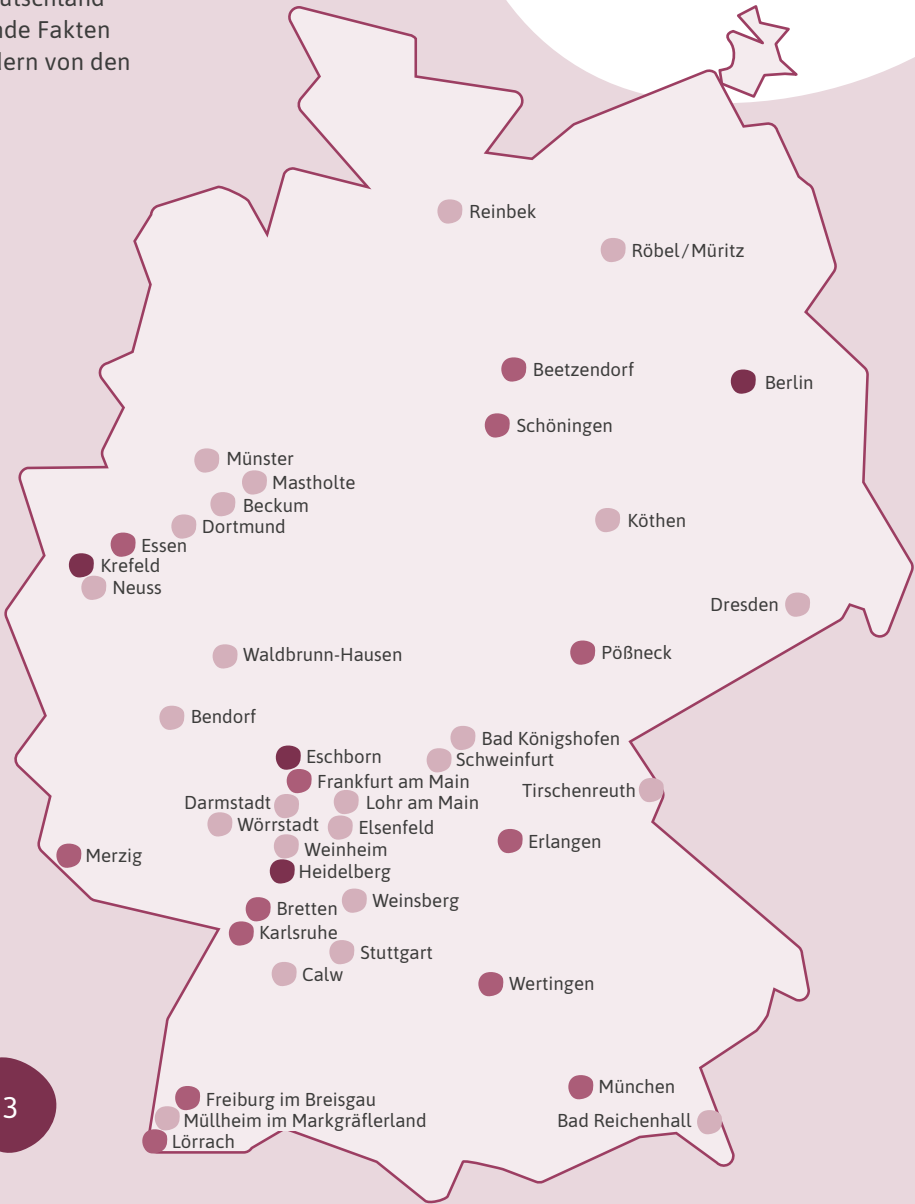 nde Fakten
dern von den
Reinbek
Röbel/Müritz
Beetzendorf
Berlin
Schöningen
Münster
Mastholte
Beckum
Köthen
Dortmund
Essen
Krefeld
Neuss
Dresden
Waldbrunn-Hausen
Pößneck
Bendorf
Bad Königshofen
Eschborn
Schweinfurt
Frankfurt am Main
Tirschenreuth
Darmstadt
Lohr am Main
Wörrstadt
Elsenfeld
Erlangen
Weinheim
Merzig
Heidelberg
Weinsberg
Bretten
Karlsruhe
Stuttgart
Calw
Wertingen
München
Freiburg im Breisgau
3
Müllheim im Markgräflerland
Bad Reichenhall
Lörrach